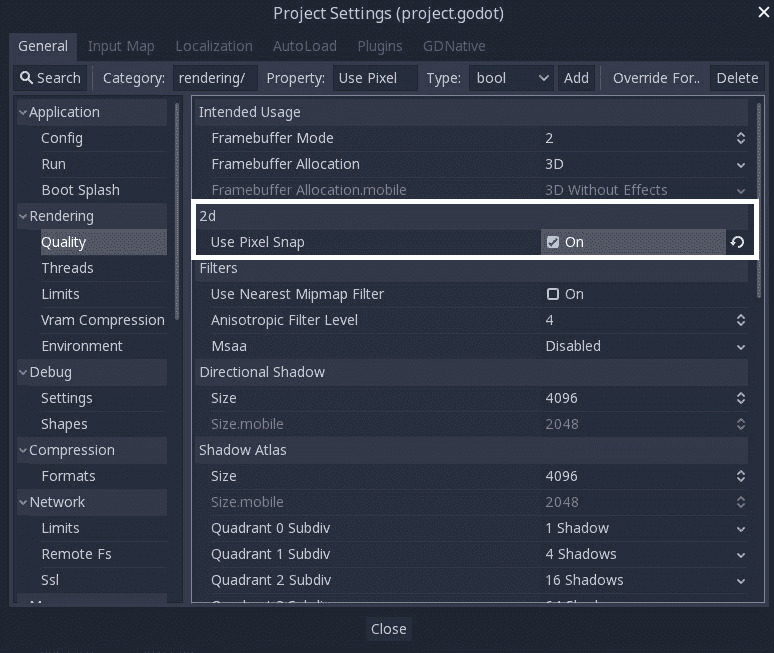 Project Settings (project.godot)
General Input Map Localization AutoLoad Plugins GDNative
Search Category: rendering/ Property: Use Pixel Type: bool Add Override For.. Delete
Application
Config
Run
Boot Splash
Rendering
Quality
Threads
Limits
Vram Compression
Environment
Debug
Settings
Shapes
Compression
Formats
Network
Limits
Remote Fs
Ssl
Intended Usage
Framebuffer Mode 2
Framebuffer Allocation 3D
Framebuffer Allocation.mobile 3D Without Effects
2d
Use Pixel Snap On
Filters
Use Nearest Mipmap Filter On
Anisotropic Filter Level 4
Msaa Disabled
Directional Shadow
Size 4096
Size.mobile 2048
Shadow Atlas
Size 4096
Size.mobile 2048
Quadrant 0 Subdiv 1 Shadow
Quadrant 1 Subdiv 4 Shadows
Quadrant 2 Subdiv 16 Shadows
Close